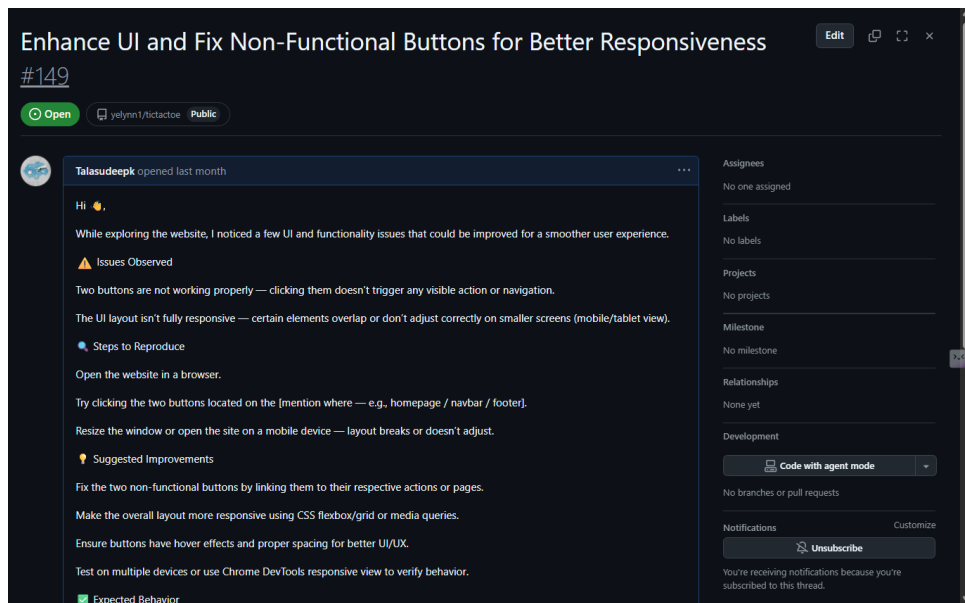 Enhance UI and Fix Non-Functional Buttons for Better Responsiveness
#149
Edit
Open
yelynn1/tictactoe Public
Talasudeepk opened last month
Hi 👋,
While exploring the website, I noticed a few UI and functionality issues that could be improved for a smoother user experience.
⚠️ Issues Observed
Two buttons are not working properly — clicking them doesn't trigger any visible action or navigation.
The UI layout isn't fully responsive — certain elements overlap or don't adjust correctly on smaller screens (mobile/tablet view).
🔍 Steps to Reproduce
Open the website in a browser.
Try clicking the two buttons located on the [mention where — e.g., homepage / navbar / footer].
Resize the window or open the site on a mobile device — layout breaks or doesn't adjust.
💡 Suggested Improvements
Fix the two non-functional buttons by linking them to their respective actions or pages.
Make the overall layout more responsive using CSS flexbox/grid or media queries.
Ensure buttons have hover effects and proper spacing for better UI/UX.
Test on multiple devices or use Chrome DevTools responsive view to verify behavior.
✅ Expected Behavior
Assignees
No one assigned
Labels
No labels
Projects
No projects
Milestone
No milestone
Relationships
None yet
Development
Code with agent mode
No branches or pull requests
Notifications
Customize
Unsubscribe
You're receiving notifications because you're
subscribed to this thread.